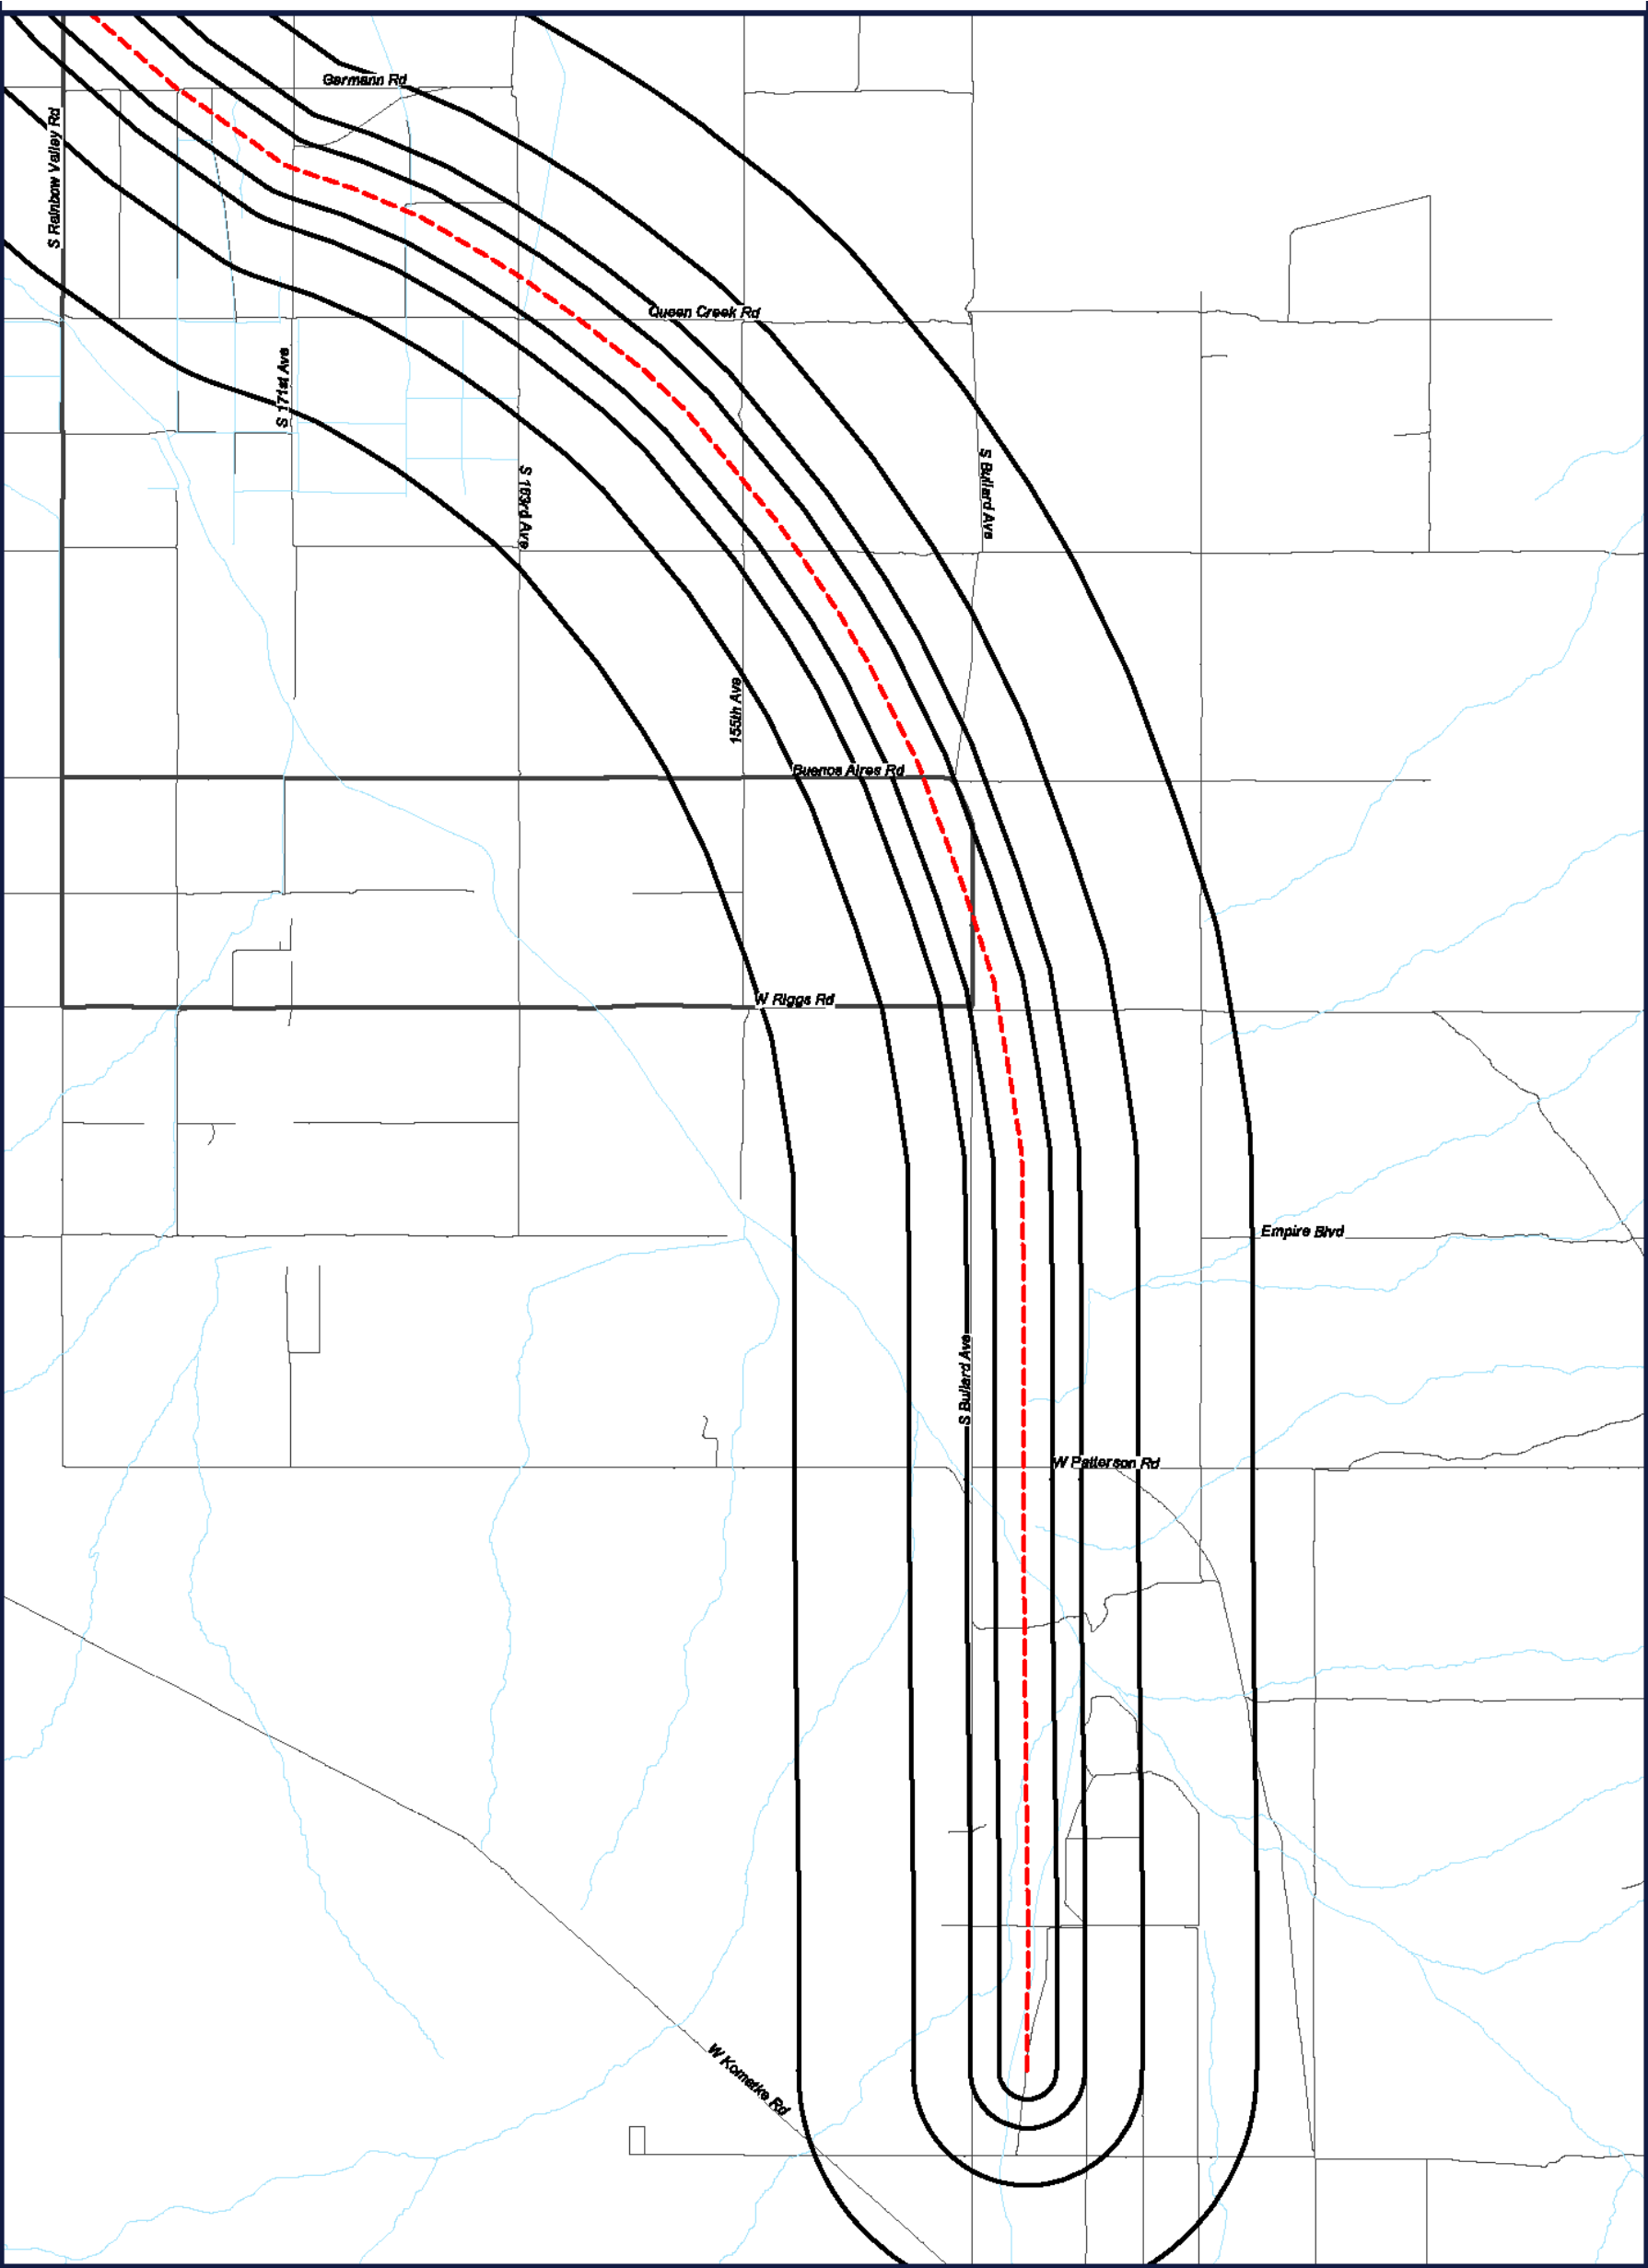 Germann Rd
S Rainbow Valley Rd
Queen Creek Rd
S 171st Ave
S 163rd Ave
S Bullard Ave
155th Ave
Buenos Aires Rd
W Riggs Rd
Empire Blvd
S Bullard Ave
W Patterson Rd
W Komatke Rd